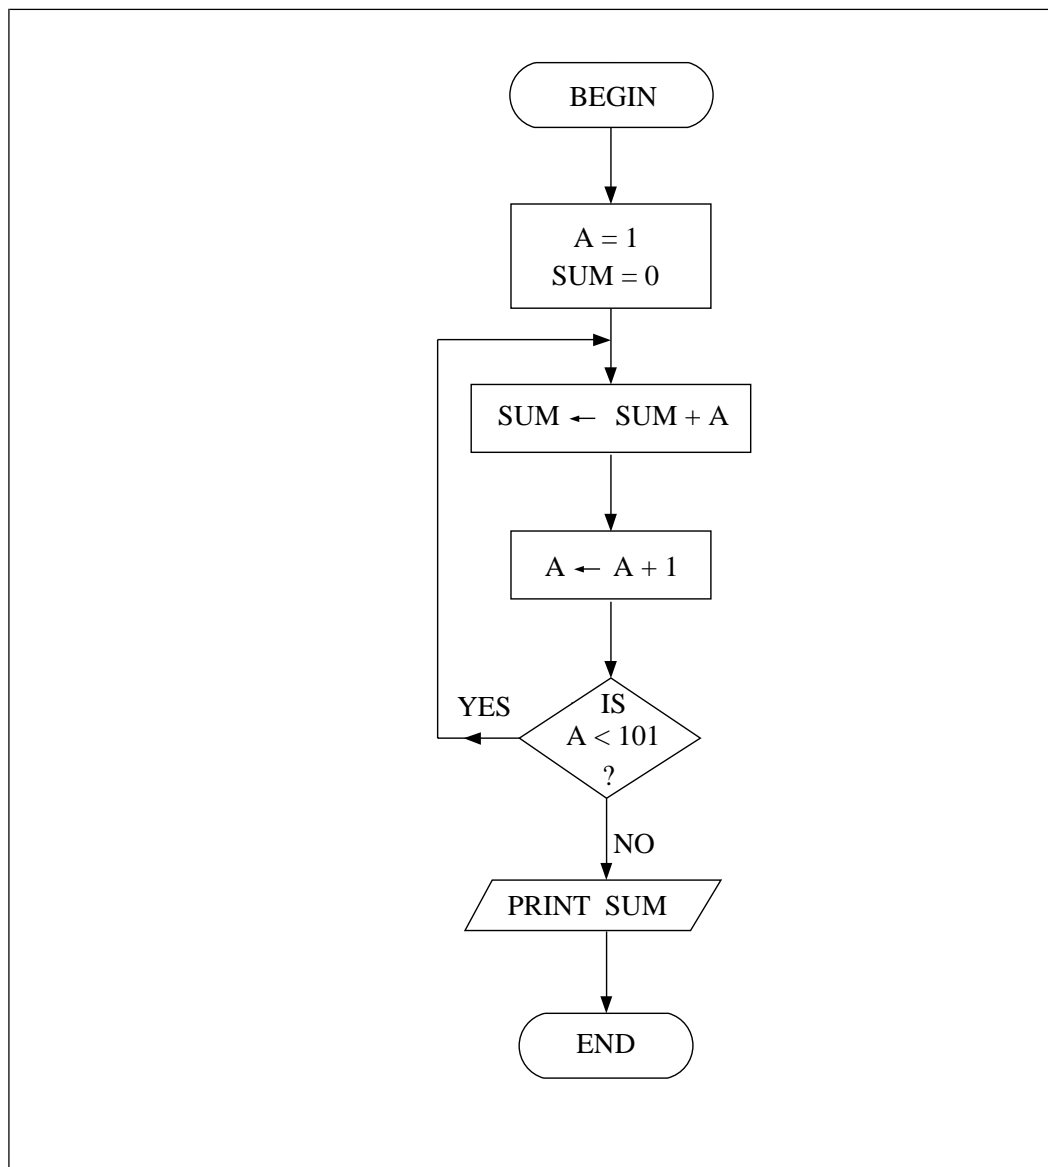 BEGIN
A = 1
SUM = 0
SUM ← SUM + A
A ← A + 1
YES
IS
A < 101
?
NO
PRINT SUM
END